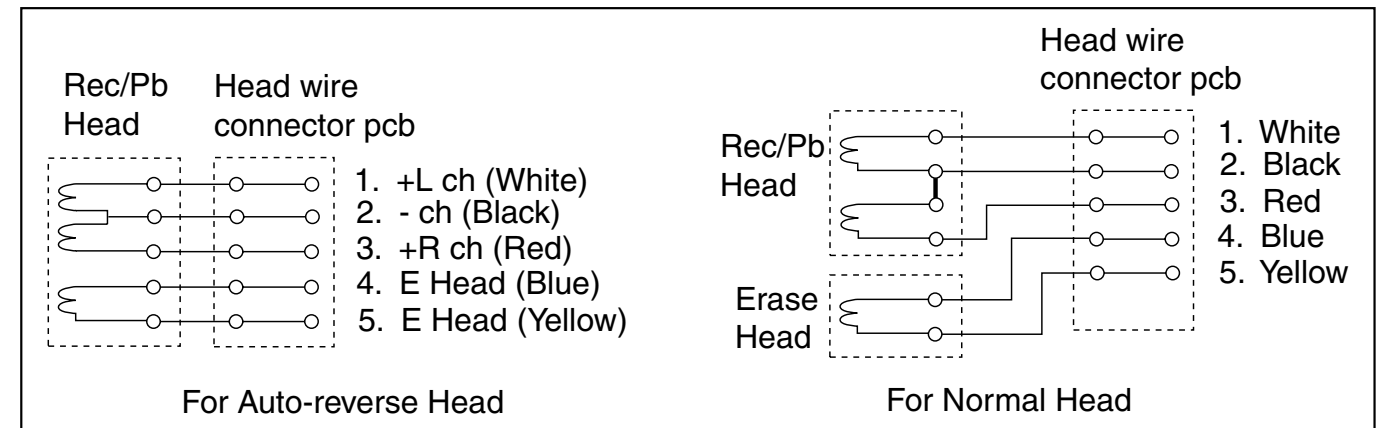 Rec/Pb
Head
Head wire
connector pcb
1. +L ch (White)
2. - ch (Black)
3. +R ch (Red)
4. E Head (Blue)
5. E Head (Yellow)
For Auto-reverse Head
Head wire
connector pcb
Rec/Pb
Head
1. White
2. Black
3. Red
4. Blue
5. Yellow
Erase
Head
For Normal Head